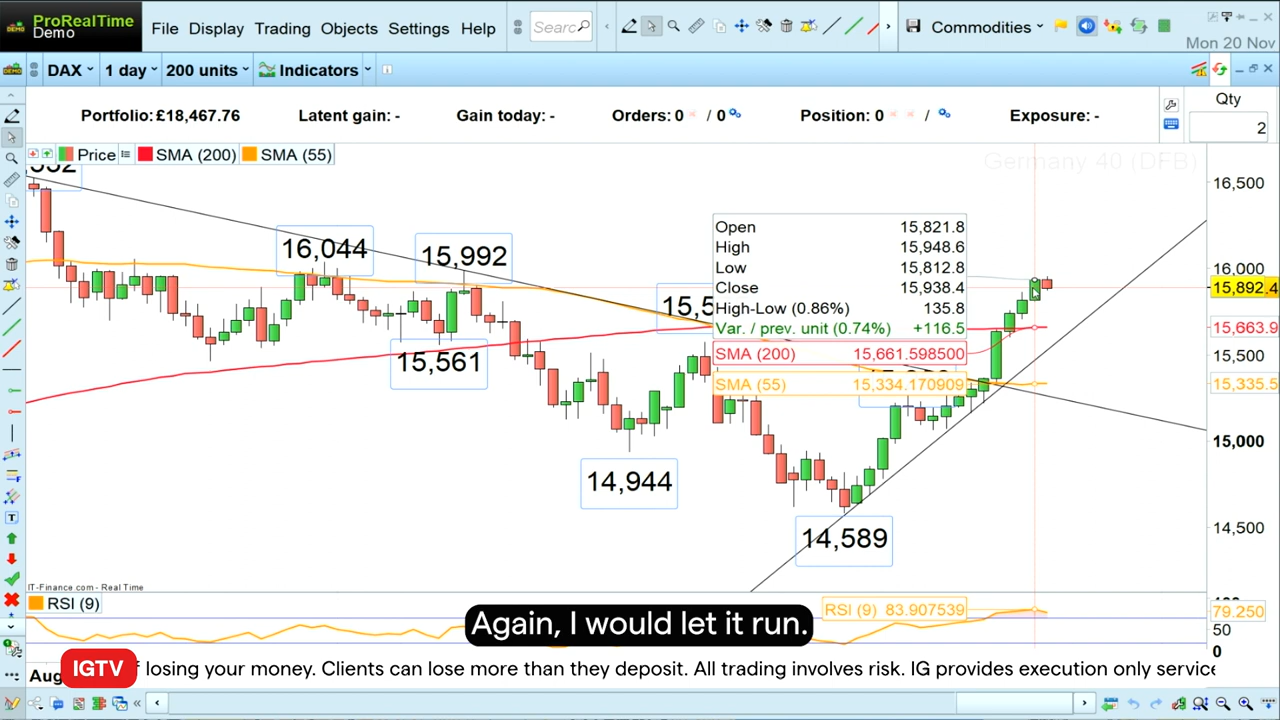 ProRealTime
Demo
File Display Trading Objects Settings Help
Searc
Commodities
Mon 20 Nov
DEMO
DAX 1 day 200 units Indicators
Portfolio: £18,467.76 Latent gain: - Gain today: - Orders: 0 / 0 Position: 0 / Exposure: -
Qty
2
Price SMA (200) SMA (55)
Germany 40 (DFB)
16,044
15,992
15,561
14,944
14,589
Open 15,821.8
High 15,948.6
Low 15,812.8
Close 15,938.4
High-Low (0.86%) 135.8
Var. / prev. unit (0.74%) +116.5
SMA (200) 15,661.598500
SMA (55) 15,334.170909
16,500
16,000
15,892.4
15,663.9
15,500
15,335.5
15,000
14,500
IT-Finance.com - Real Time
RSI (9)
RSI (9) 83.907539
79.250
50
0
Again, I would let it run.
Aug
IGTV
f losing your money. Clients can lose more than they deposit. All trading involves risk. IG provides execution only service